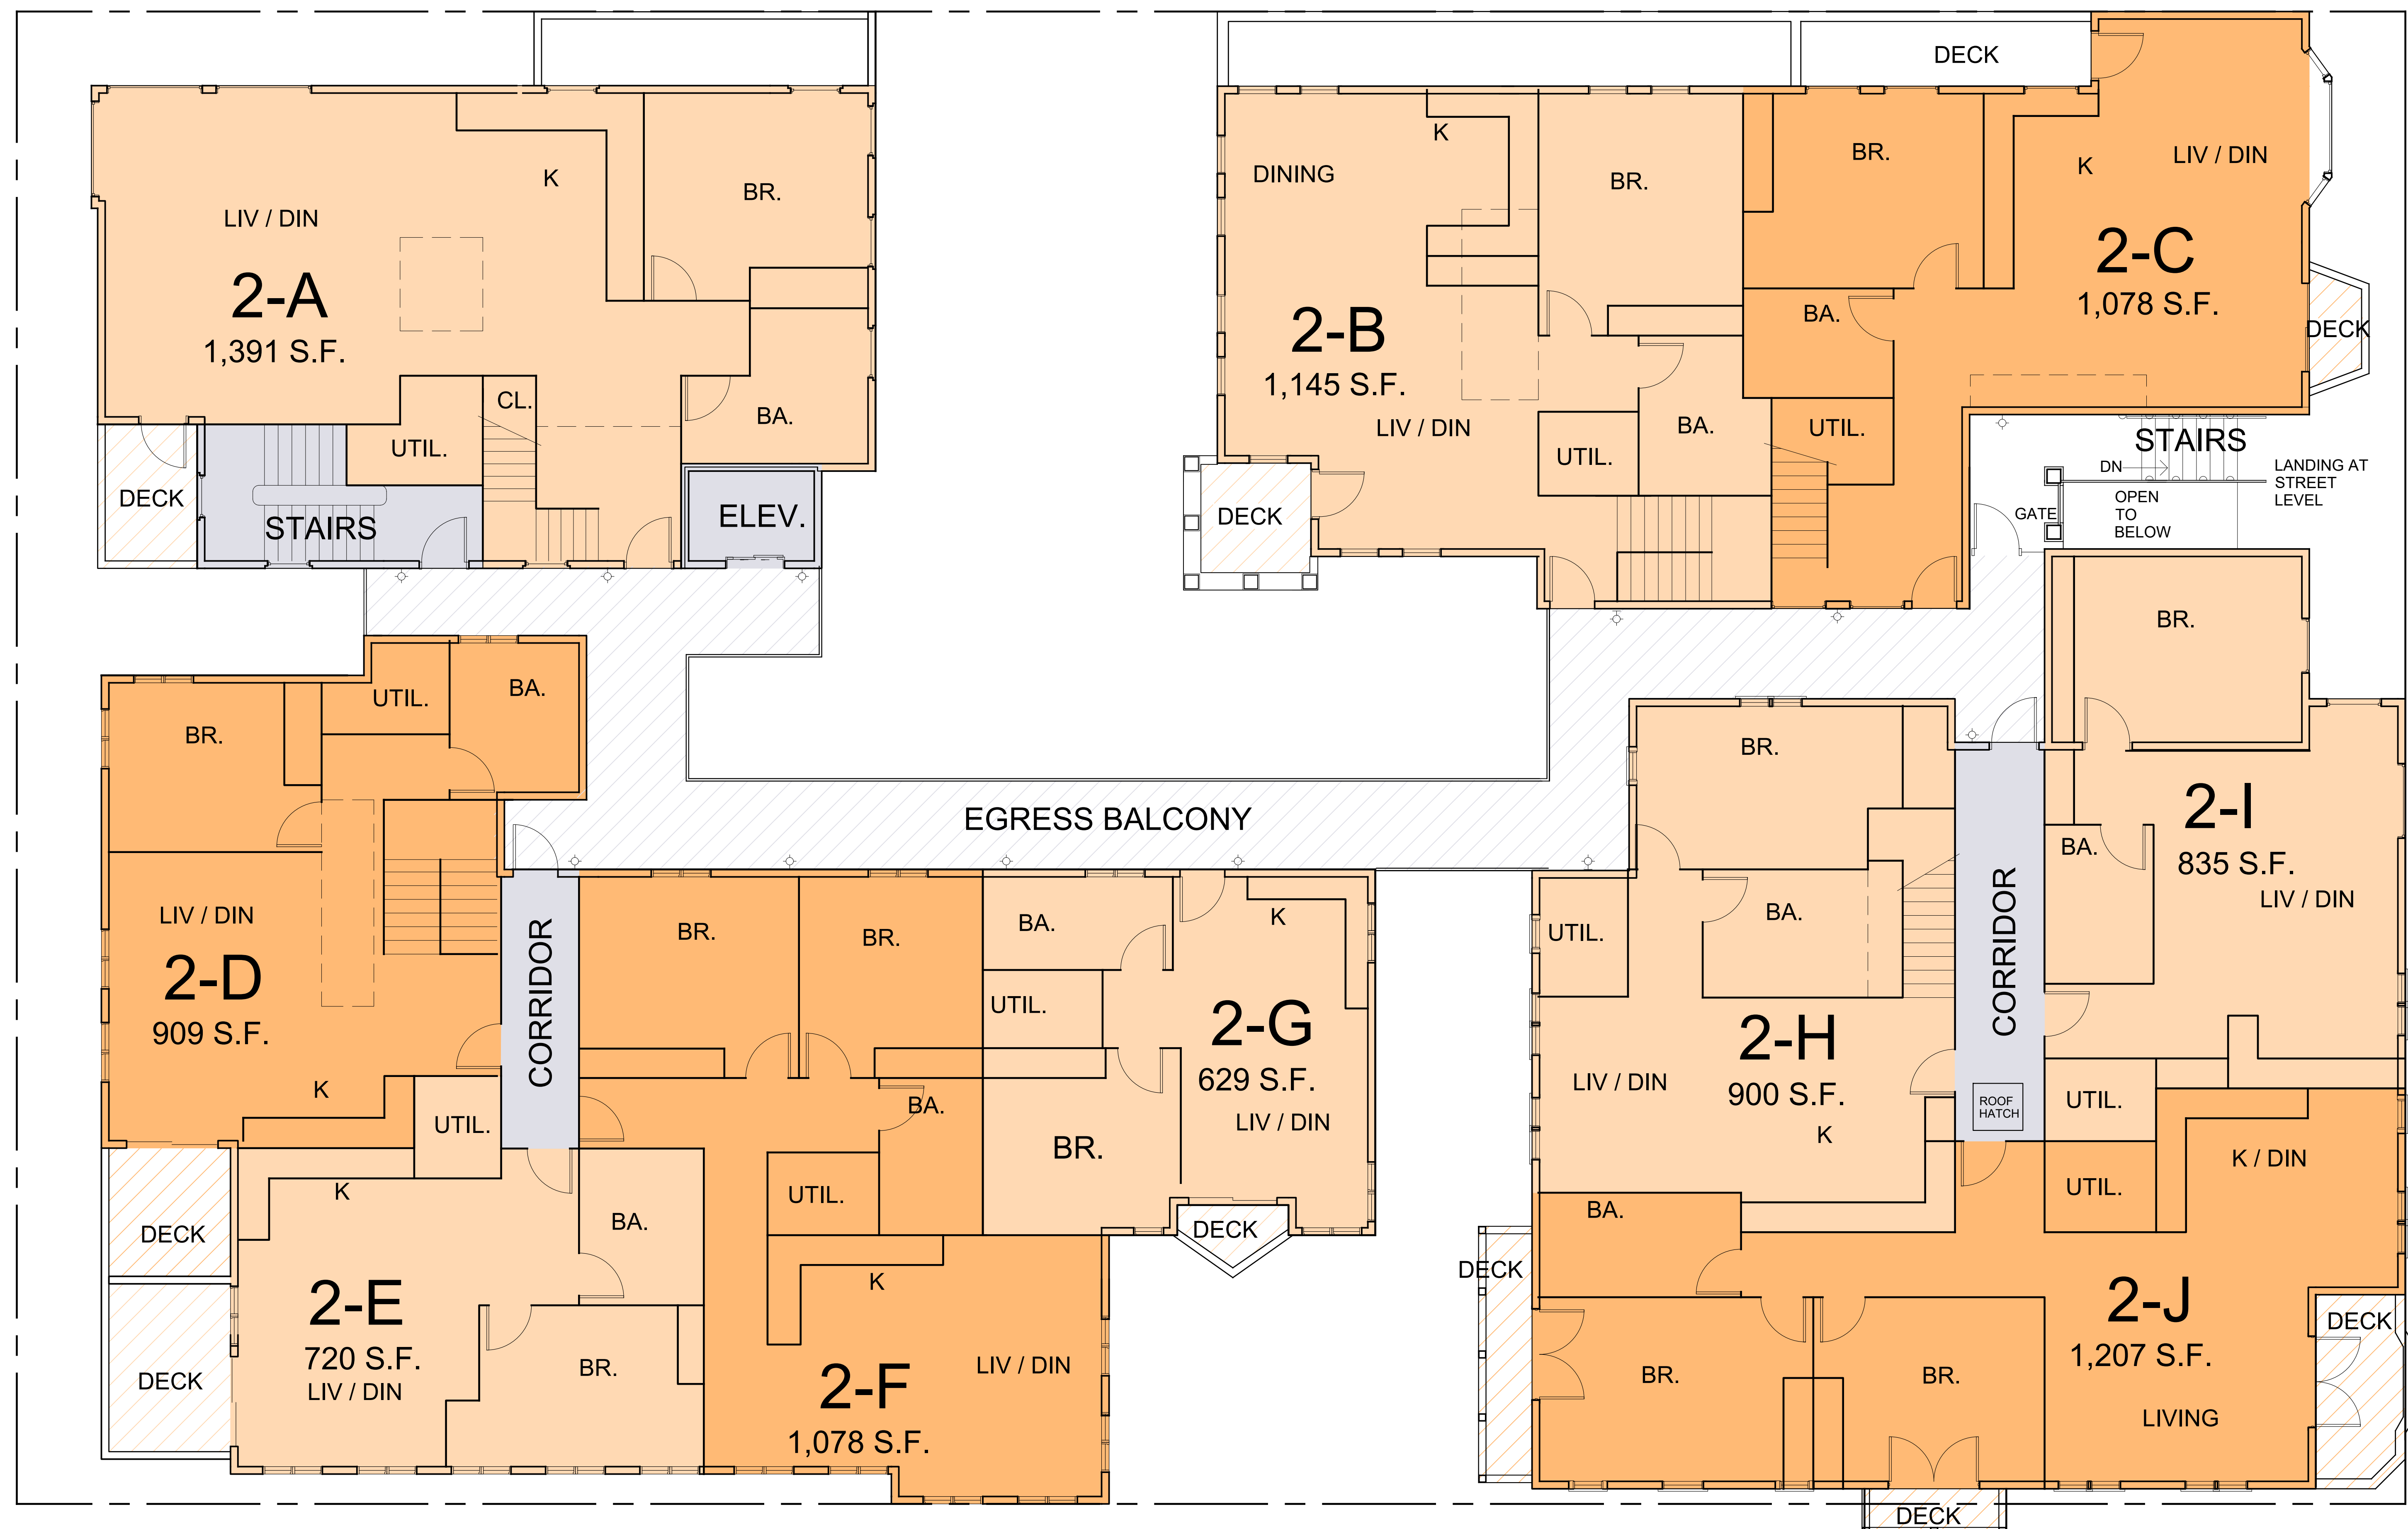 DECK
K
BR.
LIV / DIN
2-A
1,391 S.F.
CL.
UTIL.
BA.
DECK
STAIRS
ELEV.
K
DINING
BR.
2-B
1,145 S.F.
LIV / DIN
BA.
UTIL.
DECK
BR.
K
LIV / DIN
2-C
1,078 S.F.
BA.
DECK
UTIL.
STAIRS
DN
LANDING AT
STREET
LEVEL
OPEN
TO
BELOW
GATE
UTIL.
BA.
BR.
LIV / DIN
2-D
909 S.F.
K
DECK
EGRESS BALCONY
CORRIDOR
UTIL.
K
BA.
2-E
720 S.F.
LIV / DIN
BR.
DECK
BR.
BR.
BA.
UTIL.
K
LIV / DIN
2-F
1,078 S.F.
BA.
K
UTIL.
2-G
629 S.F.
LIV / DIN
BR.
DECK
BR.
UTIL.
BA.
2-H
900 S.F.
LIV / DIN
K
CORRIDOR
ROOF
HATCH
BR.
2-I
835 S.F.
LIV / DIN
BA.
UTIL.
K / DIN
UTIL.
BA.
DECK
2-J
1,207 S.F.
DECK
BR.
BR.
LIVING
DECK